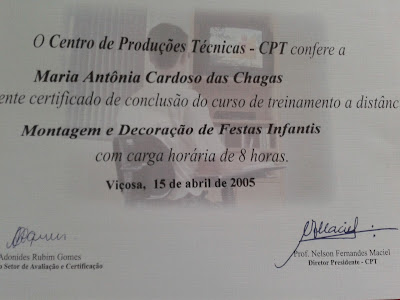 O Centro de Produções Técnicas - CPT confere a
Maria Antônia Cardoso das Chagas
ente certificado de conclusão do curso de treinamento a distânc
Montagem e Decoração de Festas Infantis
com carga horária de 8 horas.
Viçosa, 15 de abril de 2005
Adonides Rubim Gomes
o Setor de Avaliação e Certificação
Prof. Nelson Fernandes Maciel
Diretor Presidente - CPT